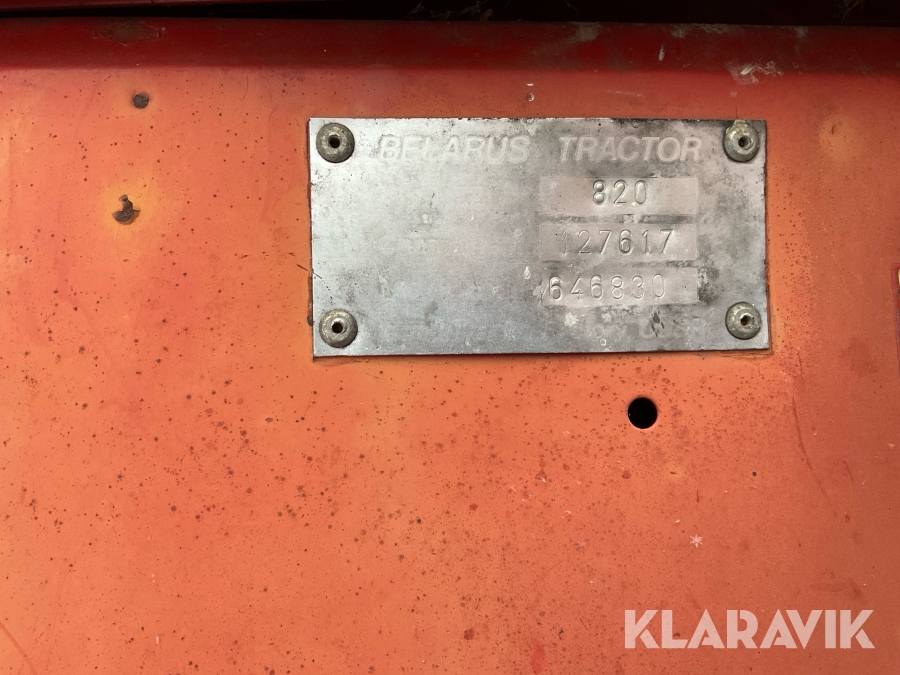 BELARUS TRACTOR
820
127617
646830
KLARAVIK